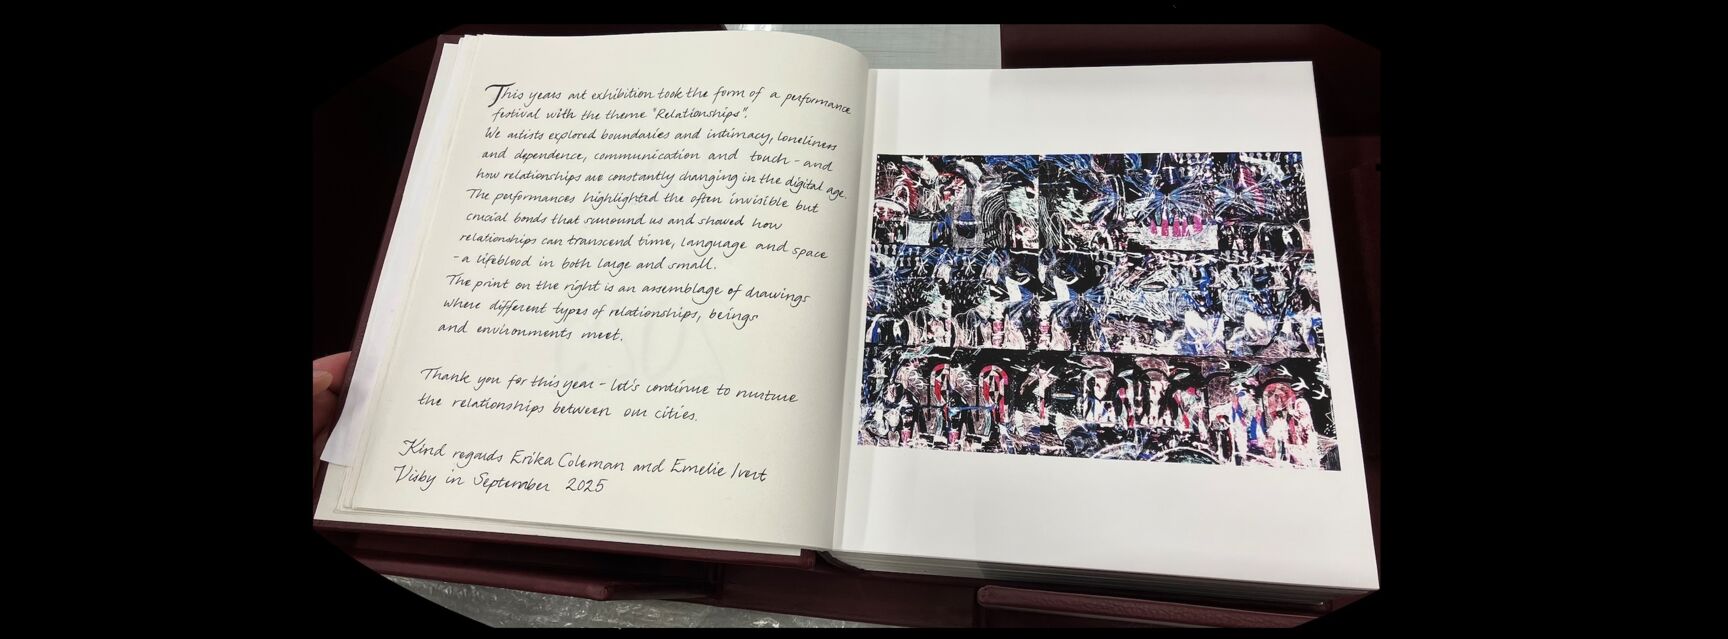 This years art exhibition took the form of a performance
festival with the theme "Relationships".
We artists explored boundaries and intimacy, loneliness
and dependence, communication and touch - and
how relationships are constantly changing in the digital age.
The performances highlighted the often invisible but
crucial bonds that surround us and showed how
relationships can transcend time, language and space
- a lifeblood in both large and small.
The print on the right is an assemblage of drawings
where different types of relationships, beings
and environments meet.
Thank you for this year - let's continue to nurture
the relationships between our cities.
Kind regards Erika Coleman and Emelie Ivert
Visby in September 2025